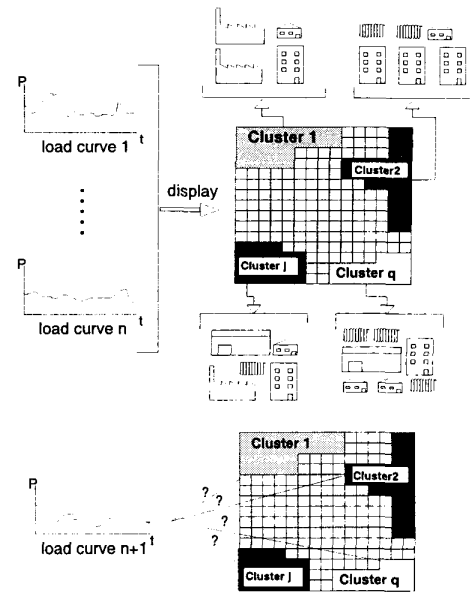 P
load curve 1
t
display
P
load curve n
t
Cluster 1
Cluster2
Cluster j
Cluster q
P
load curve n+1
t
?
?
?
?
Cluster 1
Cluster2
Cluster j
Cluster q